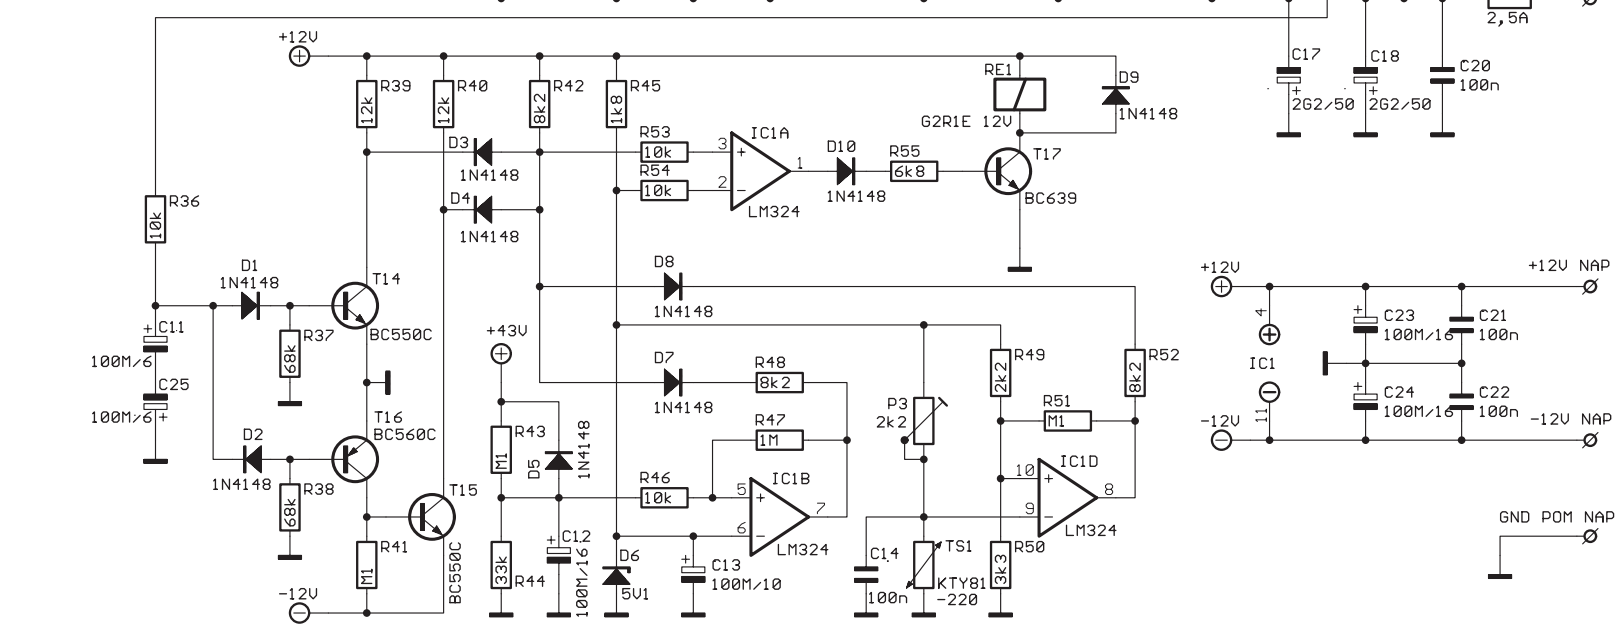 2,5A
+12V
C17
C18
C20
RE1
D9
100n
R39
R40
R42
R45
12k
12k
8k2
1k8
2G2/50
2G2/50
1N4148
G2R1E 12V
R53
10k
IC1A
D3
3
+
1
D10
R55
T17
1N4148
R54
6k8
10k
2
−
1N4148
D4
BC639
R36
LM324
10k
1N4148
D1
1N4148
T14
D8
+12V
+12V NAP
1N4148
4
C23
C21
+
C11
R37
BC550C
+43V
100M/16
100n
100M/6
68k
D7
R48
R49
R52
IC1
C25
8k2
2k2
8k2
C24
C22
100M/6
+
1N4148
P3
R51
100M/16
100n
T16
R47
2k2
M1
11
-12V
-12V NAP
D2
BC560C
R43
1N4148
1M
M1
D5
IC1D
1N4148
R46
IC1B
10
+
R38
T15
10k
5
+
8
68k
7
9
−
6
−
LM324
GND POM NAP
R41
C12
D6
LM324
C14
TS1
R50
M1
BC550C
33k
R44
100M/16
C13
100M/10
3k3
KTY81
-220
-12V
5V1
100n